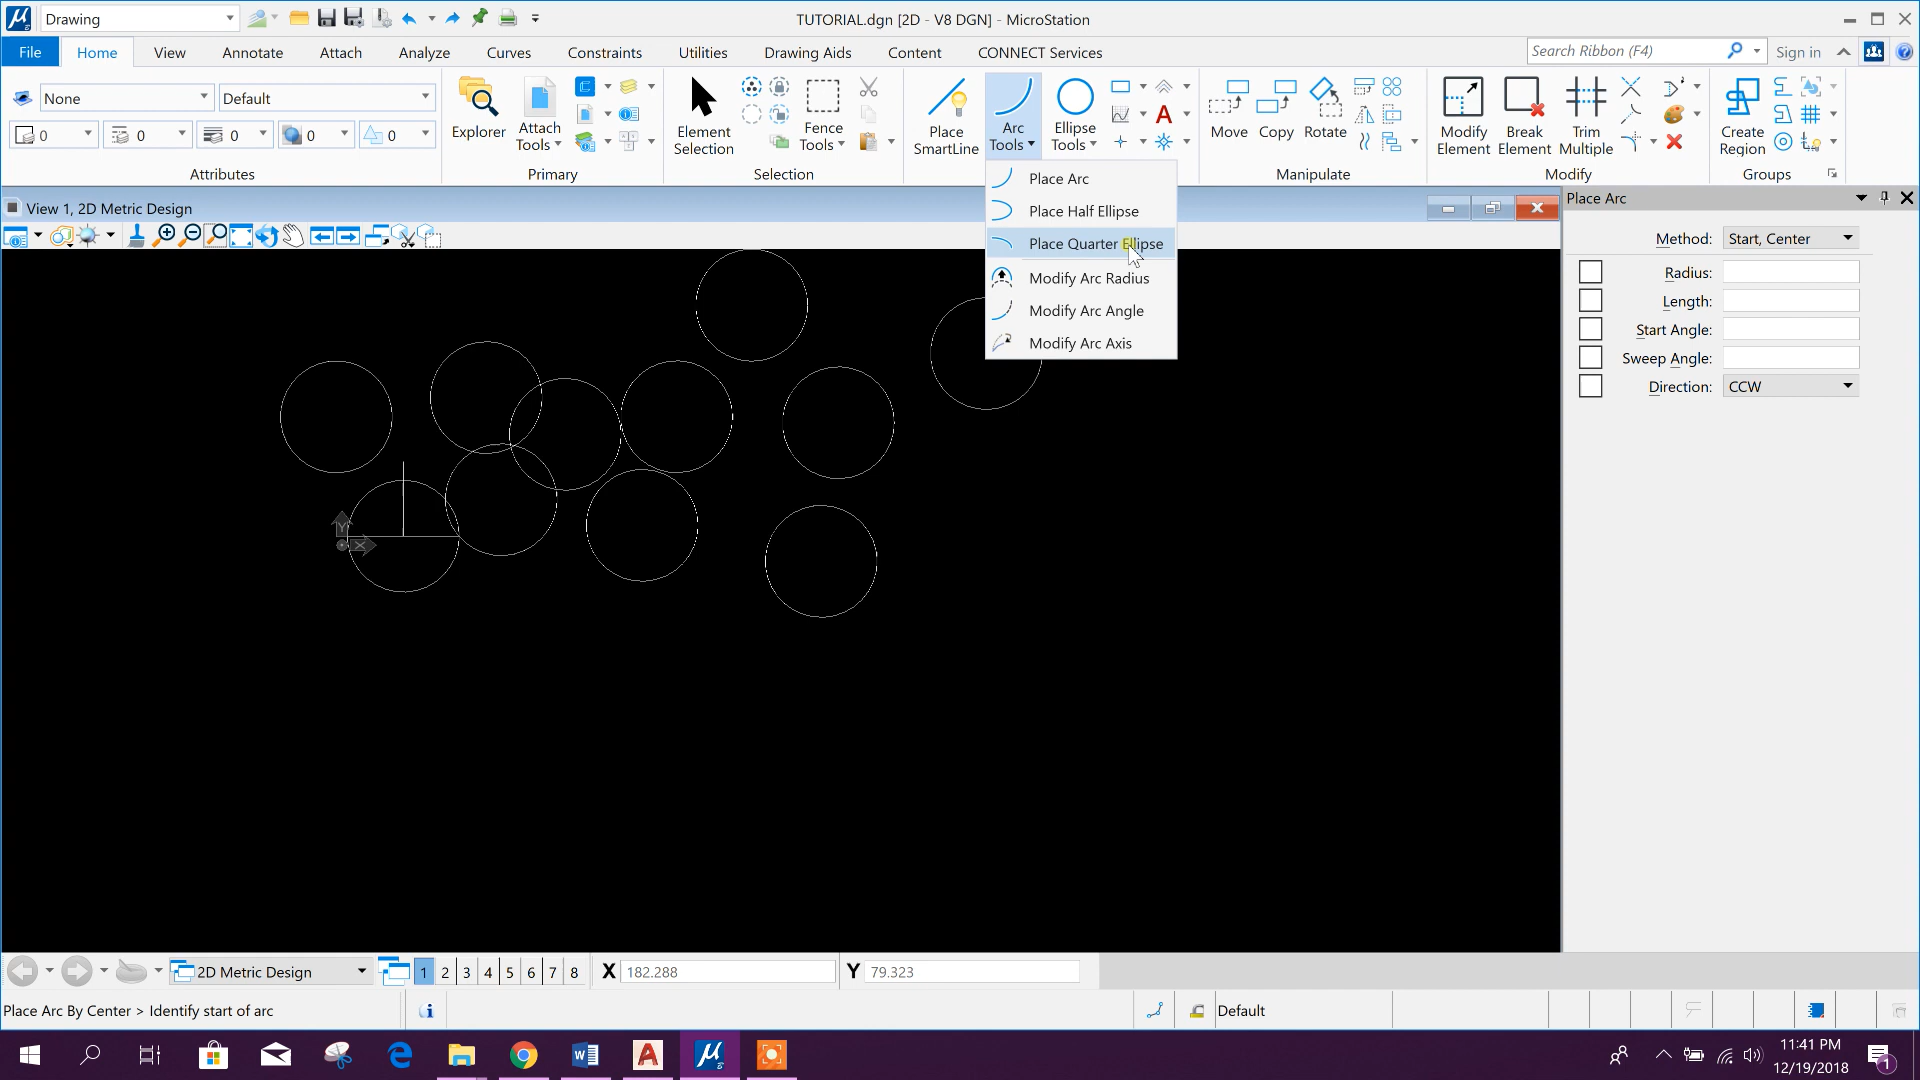 Drawing
TUTORIAL.dgn [2D - V8 DGN] - MicroStation
File Home View Annotate Attach Analyze Curves Constraints Utilities Drawing Aids Content CONNECT Services
Search Ribbon (F4)
Sign in
None
Default
0 0 0 0 0
Attributes
Explorer
Attach Tools
Primary
Element Selection
Fence Tools
Selection
Place SmartLine
Arc Tools
Ellipse Tools
Move Copy Rotate
Manipulate
Modify Element
Break Element
Trim Multiple
Modify
Create Region
Groups
Place Arc
Place Half Ellipse
Place Quarter Ellipse
Modify Arc Radius
Modify Arc Angle
Modify Arc Axis
View 1, 2D Metric Design
Place Arc
Method: Start, Center
Radius:
Length:
Start Angle:
Sweep Angle:
Direction: CCW
Y
X
2D Metric Design
1 2 3 4 5 6 7 8
X 182.288
Y 79.323
Place Arc By Center > Identify start of arc
Default
11:41 PM
12/19/2018
1